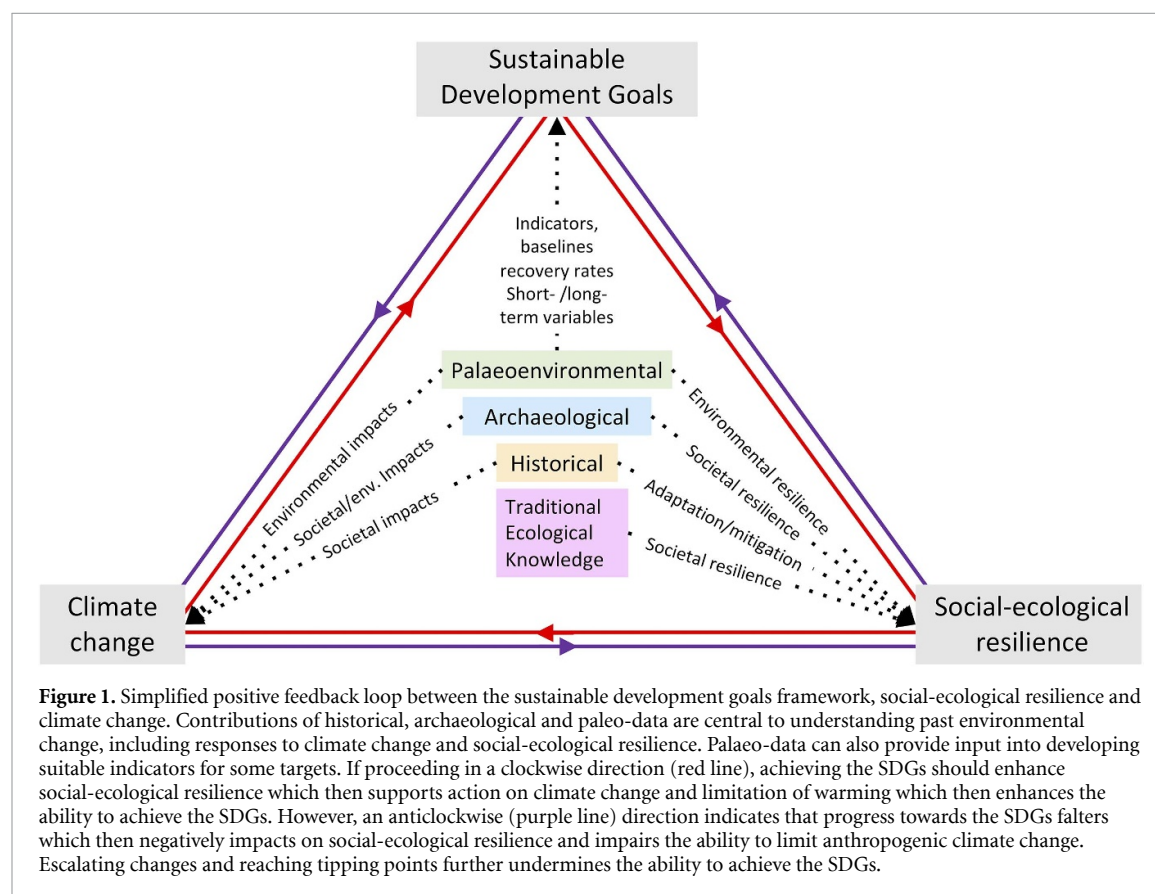 Sustainable
Development Goals
Indicators,
baselines
recovery rates
Short- /long-
term variables
Palaeoenvironmental
Archaeological
Historical
Traditional
Ecological
Knowledge
Environmental impacts
Societal/env. Impacts
Societal impacts
Environmental resilience
Societal resilience
Adaptation/mitigation
Societal resilience
Climate
change
Social-ecological
resilience
Figure 1. Simplified positive feedback loop between the sustainable development goals framework, social-ecological resilience and
climate change. Contributions of historical, archaeological and paleo-data are central to understanding past environmental
change, including responses to climate change and social-ecological resilience. Palaeo-data can also provide input into developing
suitable indicators for some targets. If proceeding in a clockwise direction (red line), achieving the SDGs should enhance
social-ecological resilience which then supports action on climate change and limitation of warming which then enhances the
ability to achieve the SDGs. However, an anticlockwise (purple line) direction indicates that progress towards the SDGs falters
which then negatively impacts on social-ecological resilience and impairs the ability to limit anthropogenic climate change.
Escalating changes and reaching tipping points further undermines the ability to achieve the SDGs.